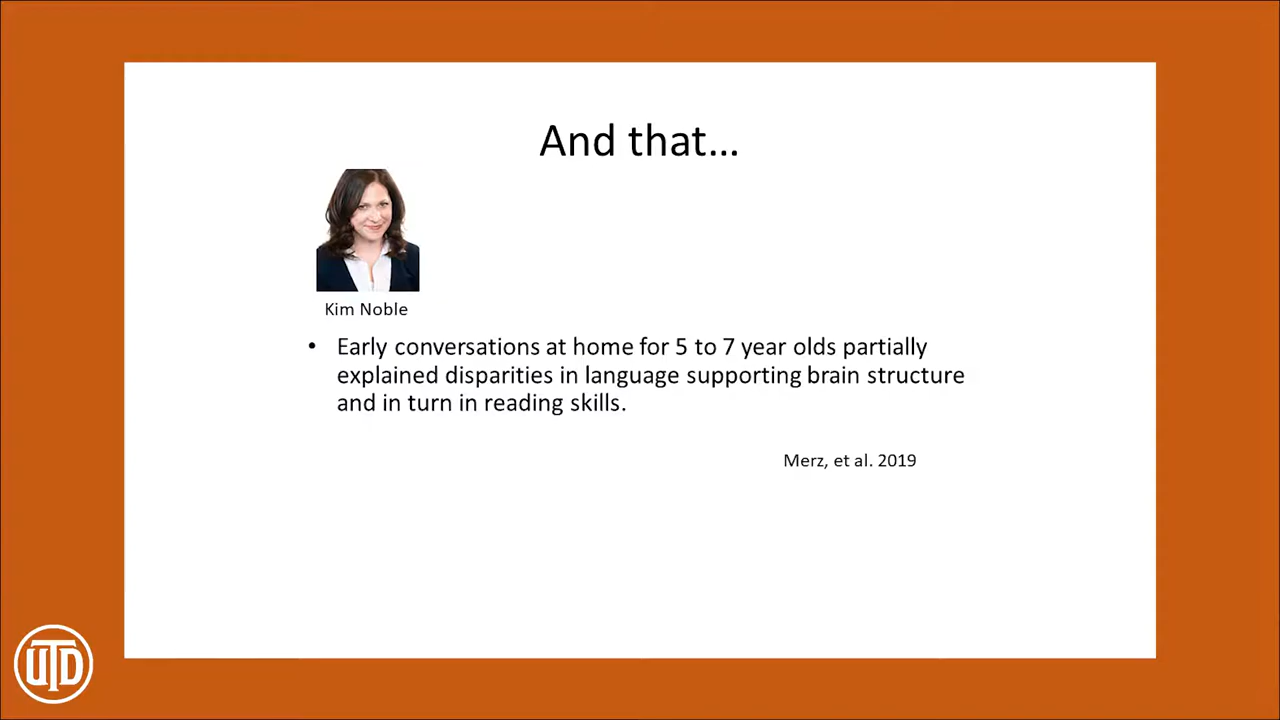 And that…
Kim Noble
• Early conversations at home for 5 to 7 year olds partially
explained disparities in language supporting brain structure
and in turn in reading skills.
Merz, et al. 2019
UTD